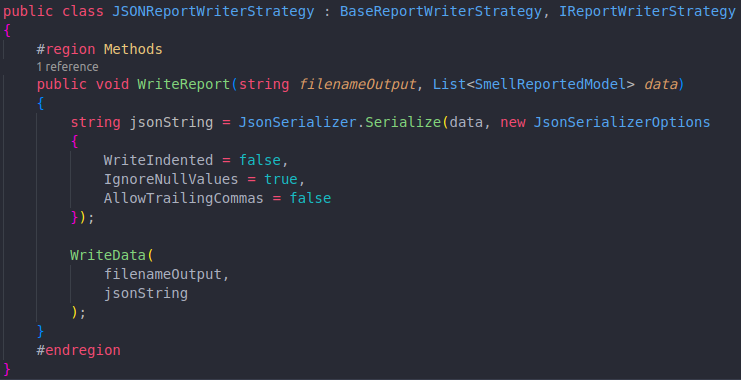 public class JSONReportWriterStrategy : BaseReportWriterStrategy, IReportWriterStrategy
{
    #region Methods
    1 reference
    public void WriteReport(string filenameOutput, List<SmellReportedModel> data)
    {
        string jsonString = JsonSerializer.Serialize(data, new JsonSerializerOptions
        {
            WriteIndented = false,
            IgnoreNullValues = true,
            AllowTrailingCommas = false
        });

        WriteData(
            filenameOutput,
            jsonString
        );
    }
    #endregion
}